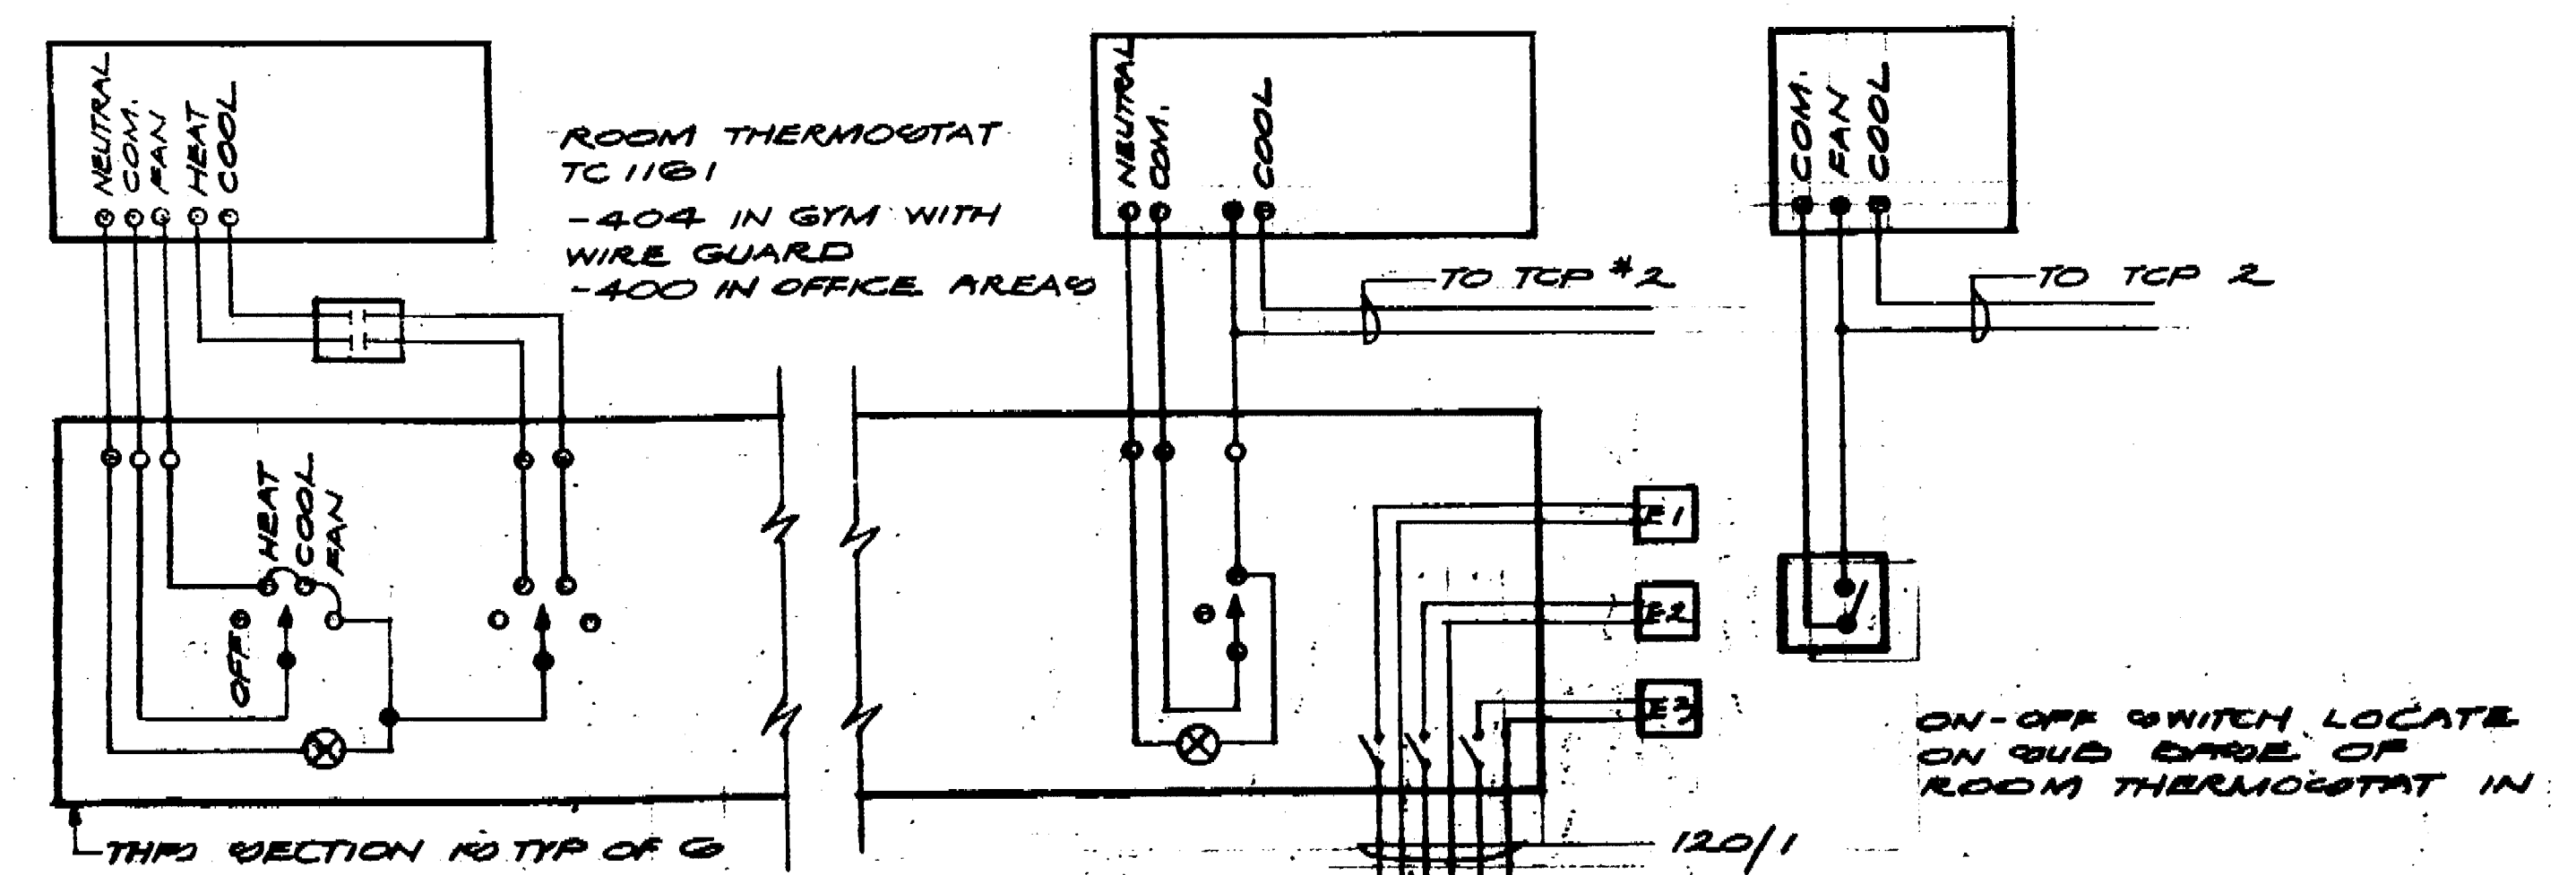 NEUTRAL
COM.
FAN
HEAT
COOL
ROOM THERMOSTAT
TC 1161
-404 IN GYM WITH
WIRE GUARD
-400 IN OFFICE AREAS
NEUTRAL
COM.
COOL
TO TCP #2
COM.
FAN
COOL
TO TCP 2
HEAT
COOL
FAN
OFF
E1
E2
E3
ON-OFF SWITCH LOCATE
ON SUB BASE OF
ROOM THERMOSTAT IN
THIS SECTION IS TYP OF 6
120/1